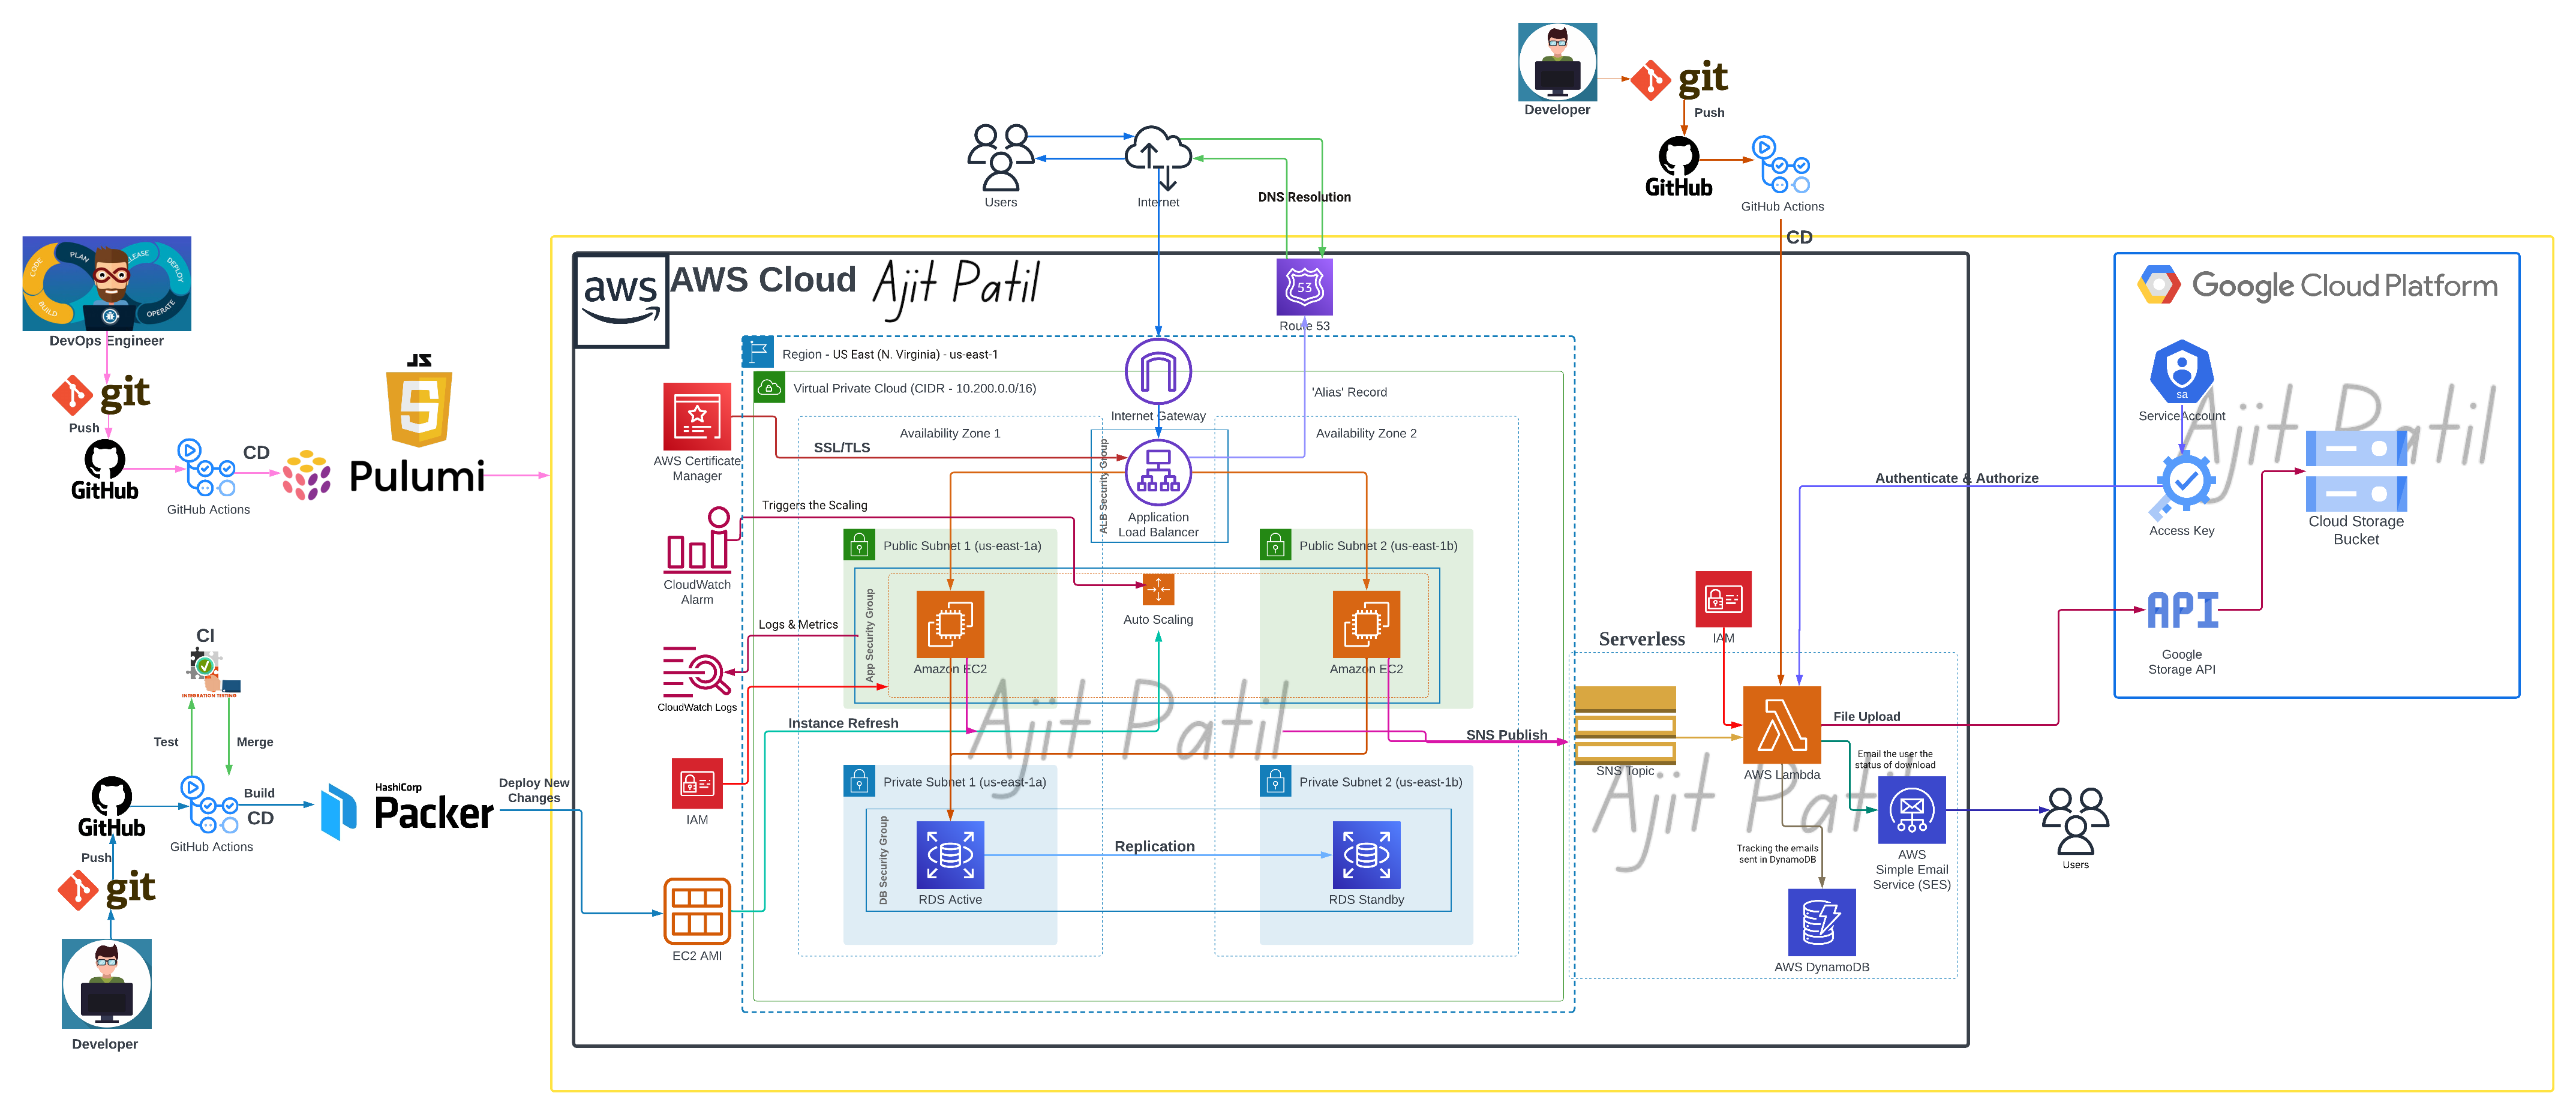 Developer
git
Push
GitHub
GitHub Actions
CD
Users
Internet
DNS Resolution
CODE
PLAN
DEPLOY
BUILD
OPERATE
DevOps Engineer
git
Push
GitHub
GitHub Actions
CD
JS
5
Pulumi
CI
INTEGRATION TESTING
Test
Merge
GitHub
GitHub Actions
Build
CD
HashiCorp
Packer
Deploy New
Changes
Push
git
Developer
aws
AWS Cloud
Ajit Patil
53
Route 53
Region - US East (N. Virginia) - us-east-1
Virtual Private Cloud (CIDR - 10.200.0.0/16)
Internet Gateway
'Alias' Record
Availability Zone 1
Availability Zone 2
AWS Certificate
Manager
SSL/TLS
ALB Security Group
Application
Load Balancer
Triggers the Scaling
CloudWatch
Alarm
Public Subnet 1 (us-east-1a)
Public Subnet 2 (us-east-1b)
App Security Group
Auto Scaling
Logs & Metrics
Amazon EC2
Amazon EC2
CloudWatch Logs
Instance Refresh
Ajit Patil
SNS Publish
IAM
Private Subnet 1 (us-east-1a)
Private Subnet 2 (us-east-1b)
DB Security Group
Replication
RDS Active
RDS Standby
EC2 AMI
Serverless
IAM
SNS Topic
AWS Lambda
File Upload
Email the user the
status of download
Ajit Patil
Tracking the emails
sent in DynamoDB
AWS
Simple Email
Service (SES)
AWS DynamoDB
Users
Google Cloud Platform
sa
Service Account
Ajit Patil
Authenticate & Authorize
Access Key
Cloud Storage
Bucket
API
Google
Storage API